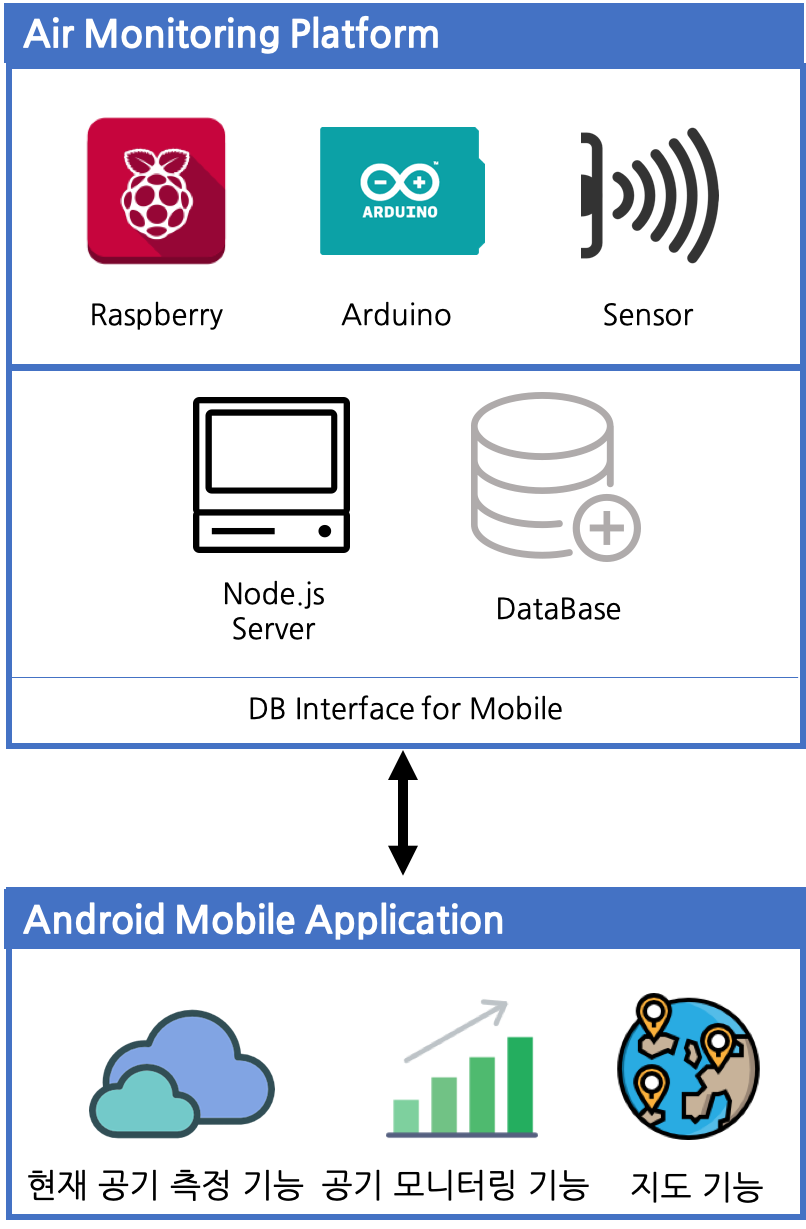 Air Monitoring Platform
ARDUINO
Raspberry
Arduino
Sensor
Node.js
Server
DataBase
DB Interface for Mobile
Android Mobile Application
현재 공기 측정 기능
공기 모니터링 기능
지도 기능